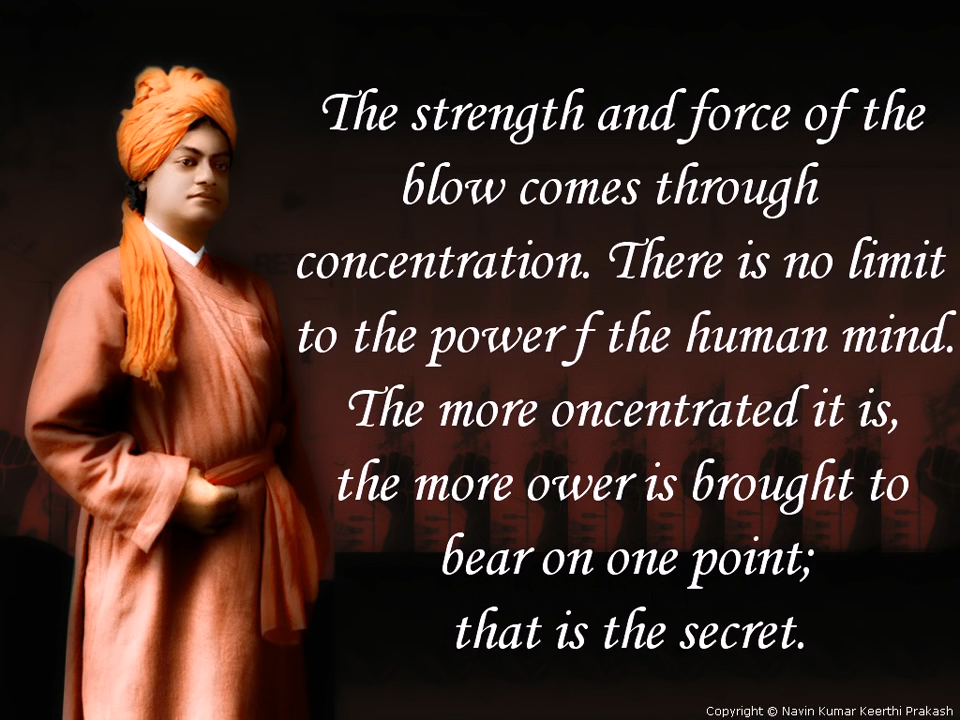 The strength and force of the
blow comes through
concentration. There is no limit
to the power f the human mind.
The more oncentrated it is,
the more ower is brought to
bear on one point;
that is the secret.
Copyright © Navin Kumar Keerthi Prakash